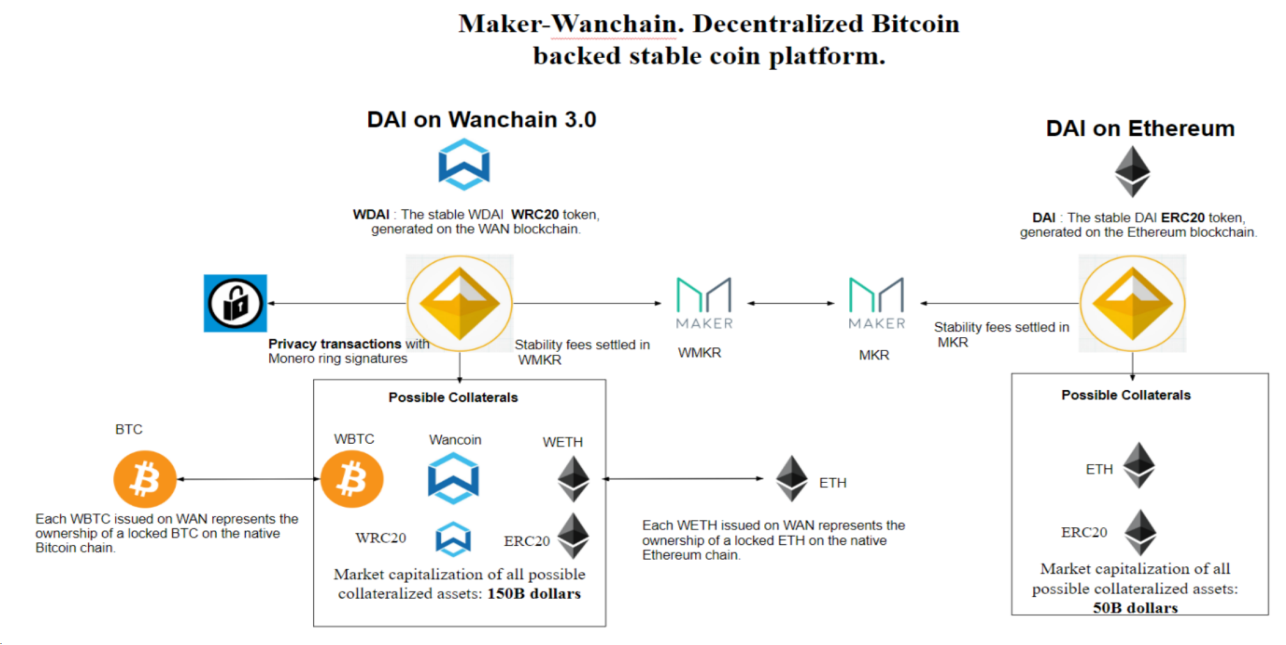 Maker-Wanchain. Decentralized Bitcoin
backed stable coin platform.
DAI on Wanchain 3.0
WDAI : The stable WDAI WRC20 token,
generated on the WAN blockchain.
Privacy transactions with
Monero ring signatures
Stability fees settled in
WMKR
MAKER
WMKR
MAKER
MKR
Possible Collaterals
BTC
Each WBTC issued on WAN represents the
ownership of a locked BTC on the native
Bitcoin chain.
WBTC
Wancoin
WETH
WRC20
ERC20
Market capitalization of all possible
collateralized assets: 150B dollars
ETH
Each WETH issued on WAN represents the
ownership of a locked ETH on the native
Ethereum chain.
DAI on Ethereum
DAI : The stable DAI ERC20 token,
generated on the Ethereum blockchain.
Stability fees settled in
MKR
Possible Collaterals
ETH
ERC20
Market capitalization of all
possible collateralized assets:
50B dollars